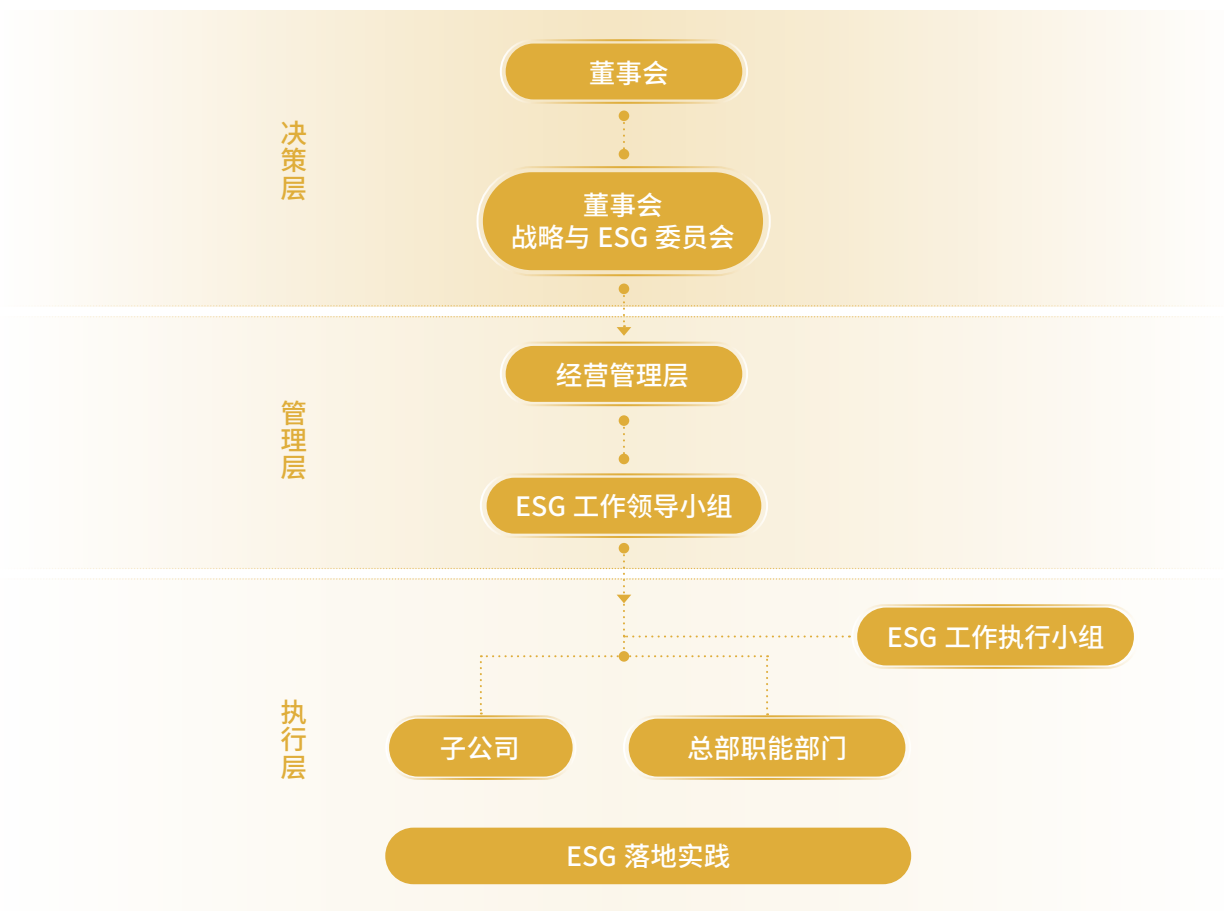 决策层
董事会
董事会
战略与 ESG 委员会
管理层
经营管理层
ESG 工作领导小组
执行层
ESG 工作执行小组
子公司
总部职能部门
ESG 落地实践